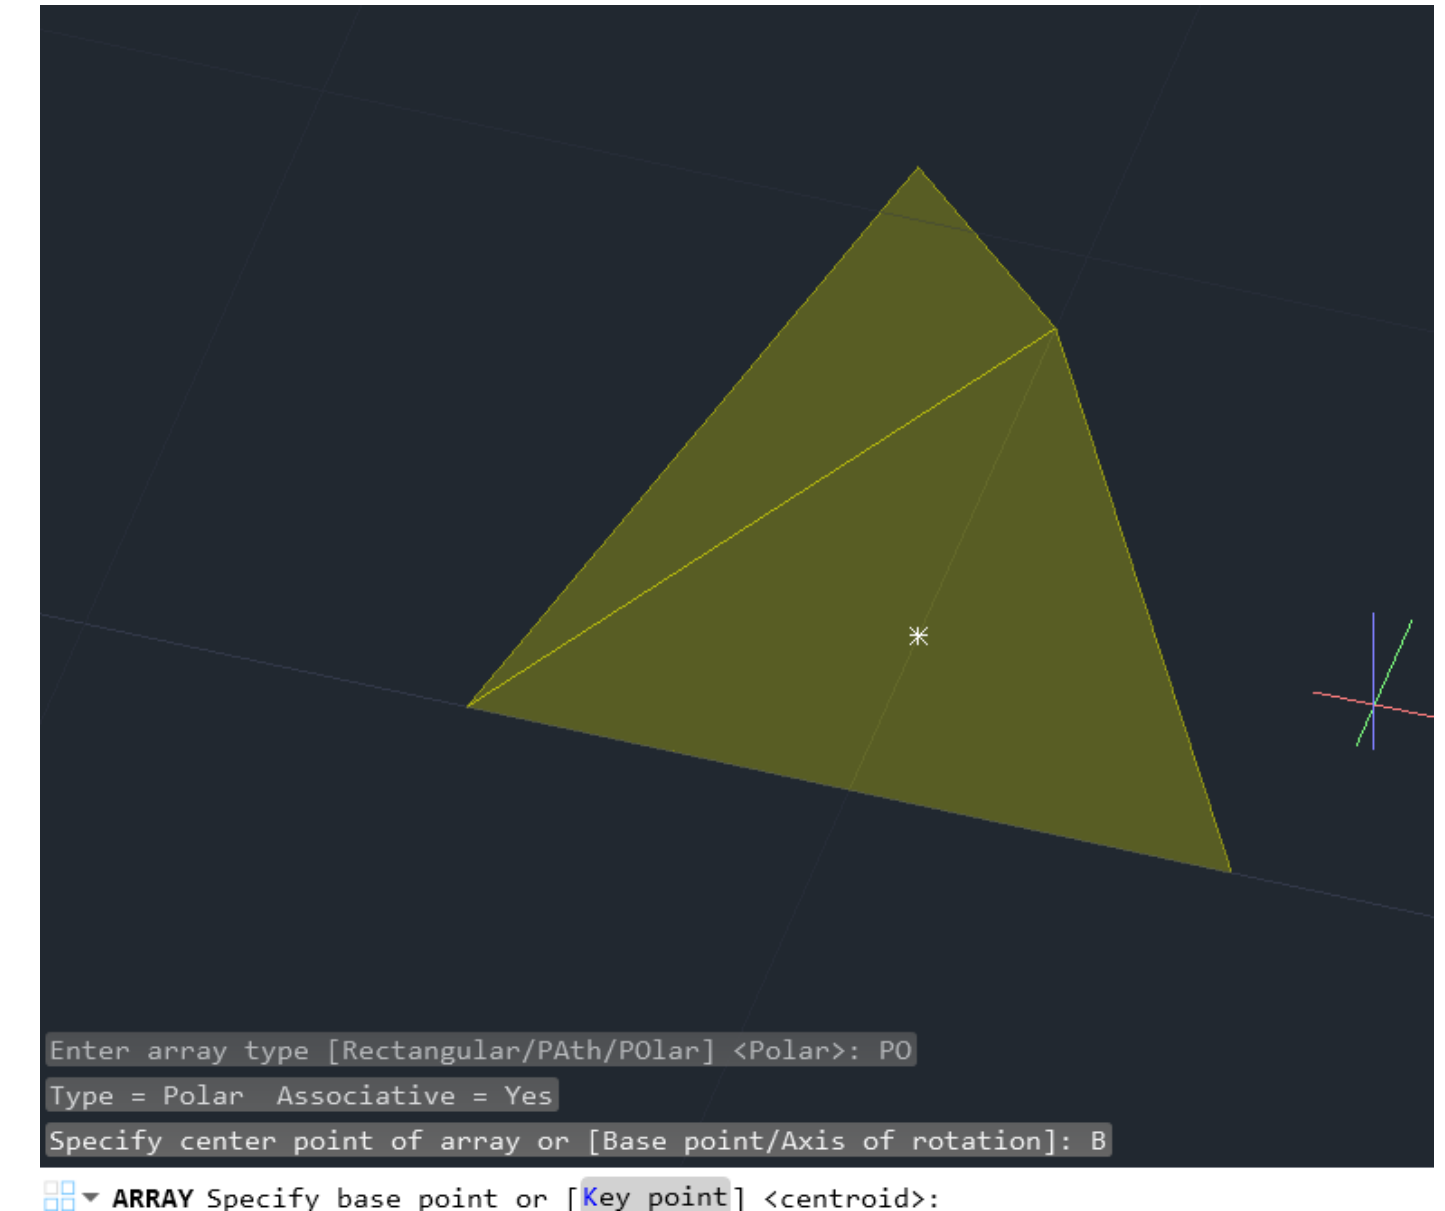 Enter array type [Rectangular/PAth/POlar] <Polar>: PO
Type = Polar  Associative = Yes
Specify center point of array or [Base point/Axis of rotation]: B
ARRAY Specify base point or [Key point] <centroid>: